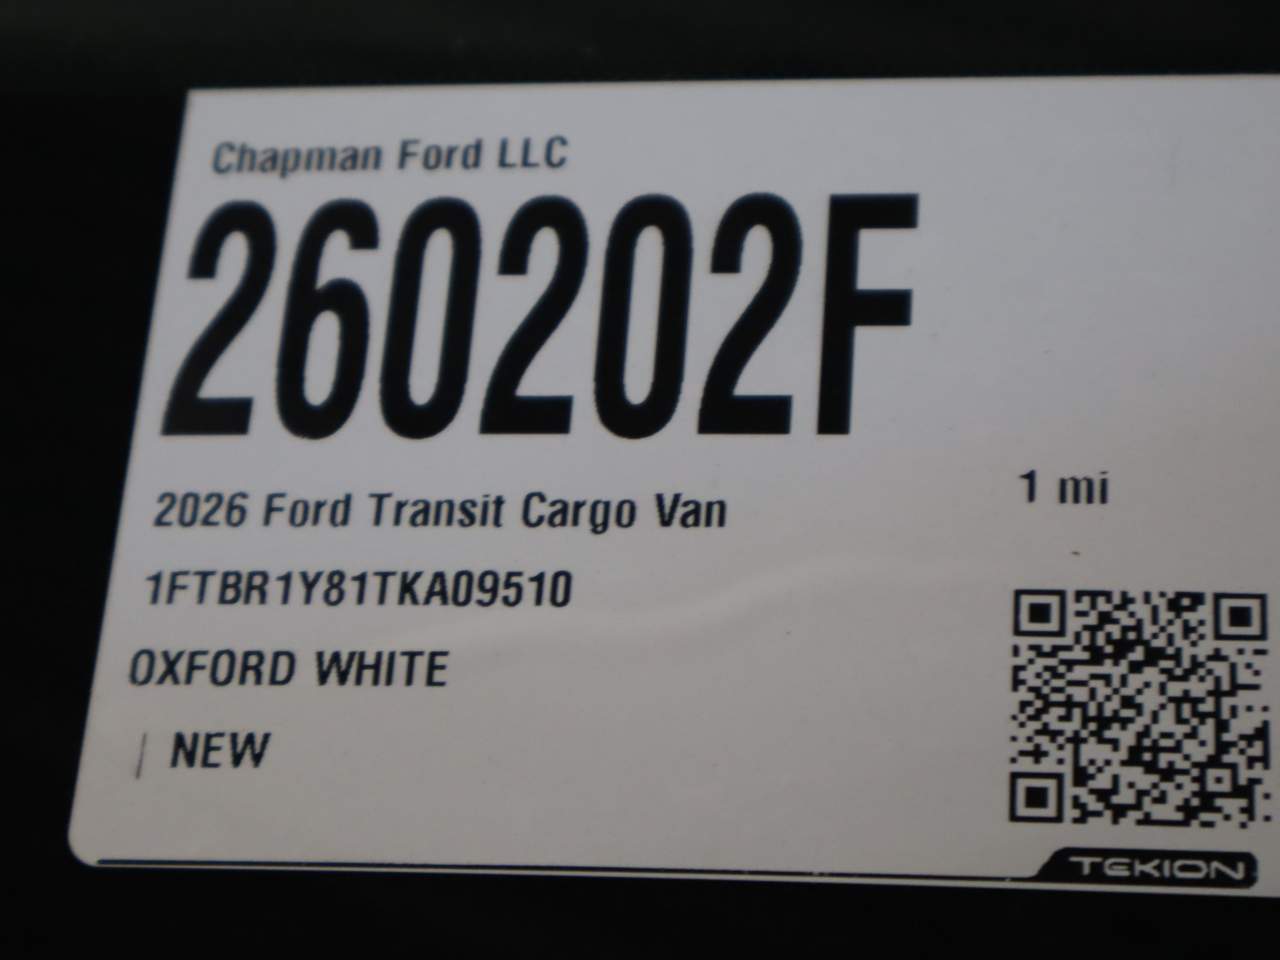 Chapman Ford LLC
260202F
2026 Ford Transit Cargo Van
1 mi
1FTBR1Y81TKA09510
OXFORD WHITE
| NEW
TEKION